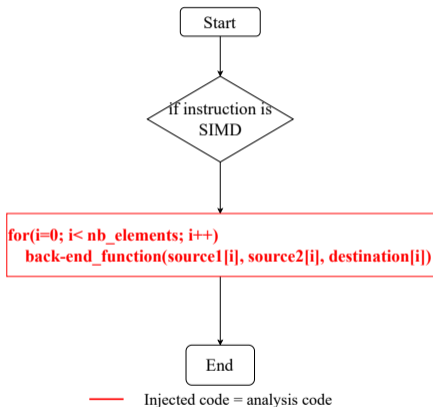 Start
if instruction is
SIMD
for(i=0; i< nb_elements; i++)
back-end_function(source1[i], source2[i], destination[i])
End
Injected code = analysis code